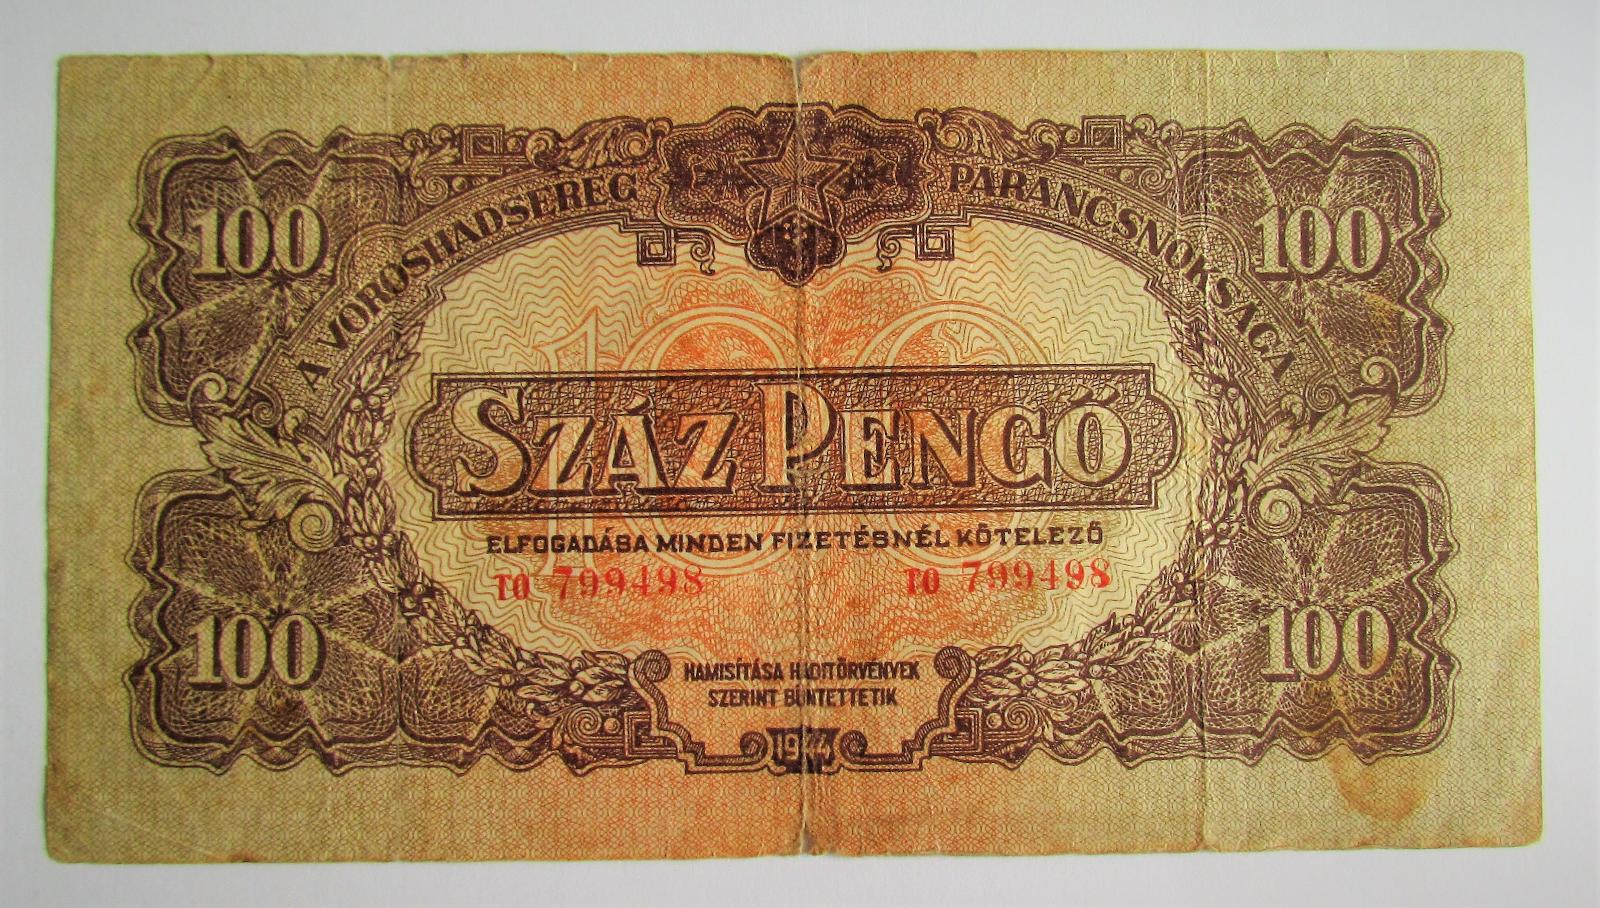 A VÖRÖSHADSEREG PARANCSNOKSÁGA
100 100
SZÁZ PENGŐ
100
ELFOGADÁSA MINDEN FIZETÉSNÉL KÖTELEZŐ
TO 799498 TO 799498
100 100
HAMISÍTÁSA HADITÖRVÉNYEK
SZERINT BÜNTETTETIK
1944